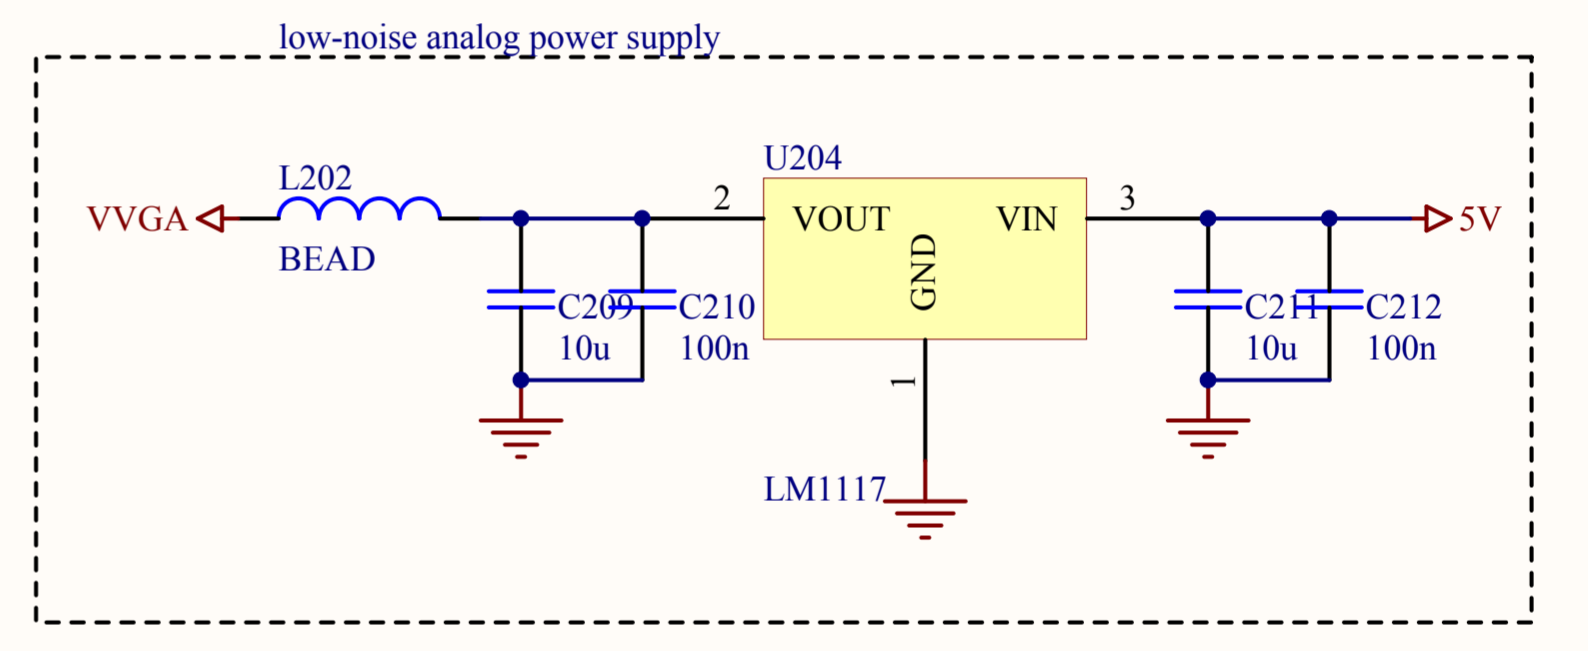 low-noise analog power supply
U204
L202
2
3
VVGA
VOUT
VIN
5V
BEAD
GND
C209
C210
C211
C212
10u
100n
10u
100n
1
LM1117